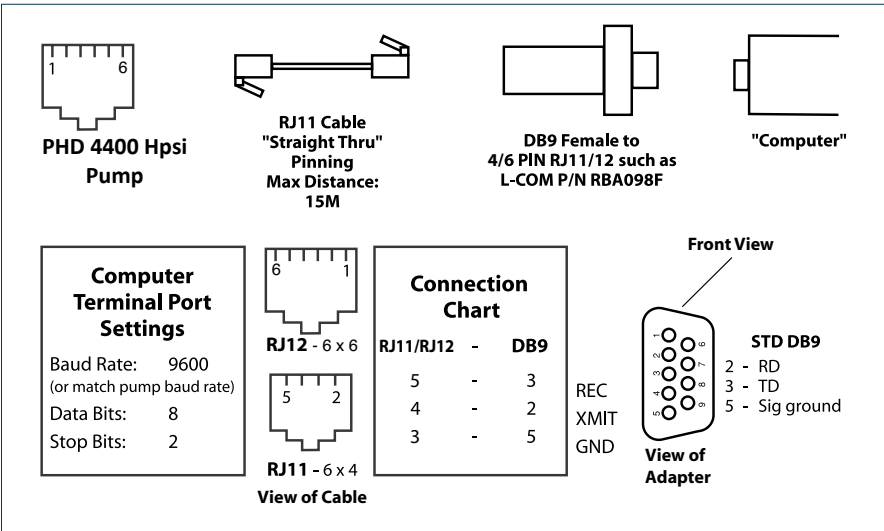 1 6
PHD 4400 Hpsi
Pump
RJ11 Cable
"Straight Thru"
Pinning
Max Distance:
15M
DB9 Female to
4/6 PIN RJ11/12 such as
L-COM P/N RBA098F
"Computer"
Computer
Terminal Port
Settings
Baud Rate: 9600
(or match pump baud rate)
Data Bits: 8
Stop Bits: 2
6 1
RJ12 - 6 x 6
5 2
RJ11 - 6 x 4
View of Cable
Connection
Chart
RJ11/RJ12 - DB9
5 - 3 REC
4 - 2 XMIT
3 - 5 GND
Front View
1
2
3
4
5
6
7
8
9
STD DB9
2 - RD
3 - TD
5 - Sig ground
View of
Adapter